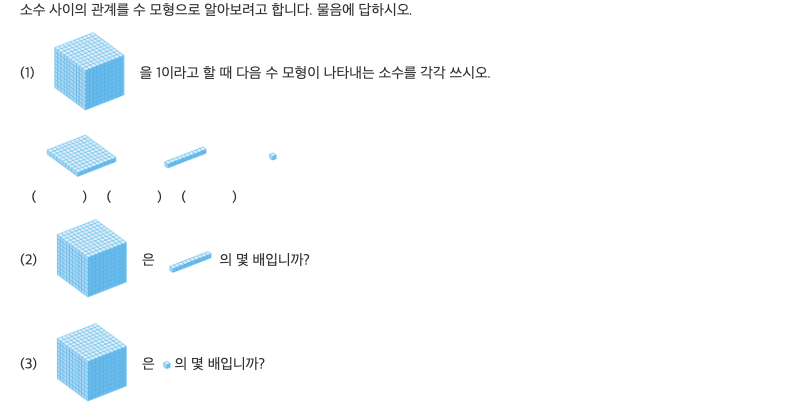 소수 사이의 관계를 수 모형으로 알아보려고 합니다. 물음에 답하시오.
(1) 을 1이라고 할 때 다음 수 모형이 나타내는 소수를 각각 쓰시오.
( ) ( ) ( )
(2) 은 의 몇 배입니까?
(3) 은 의 몇 배입니까?